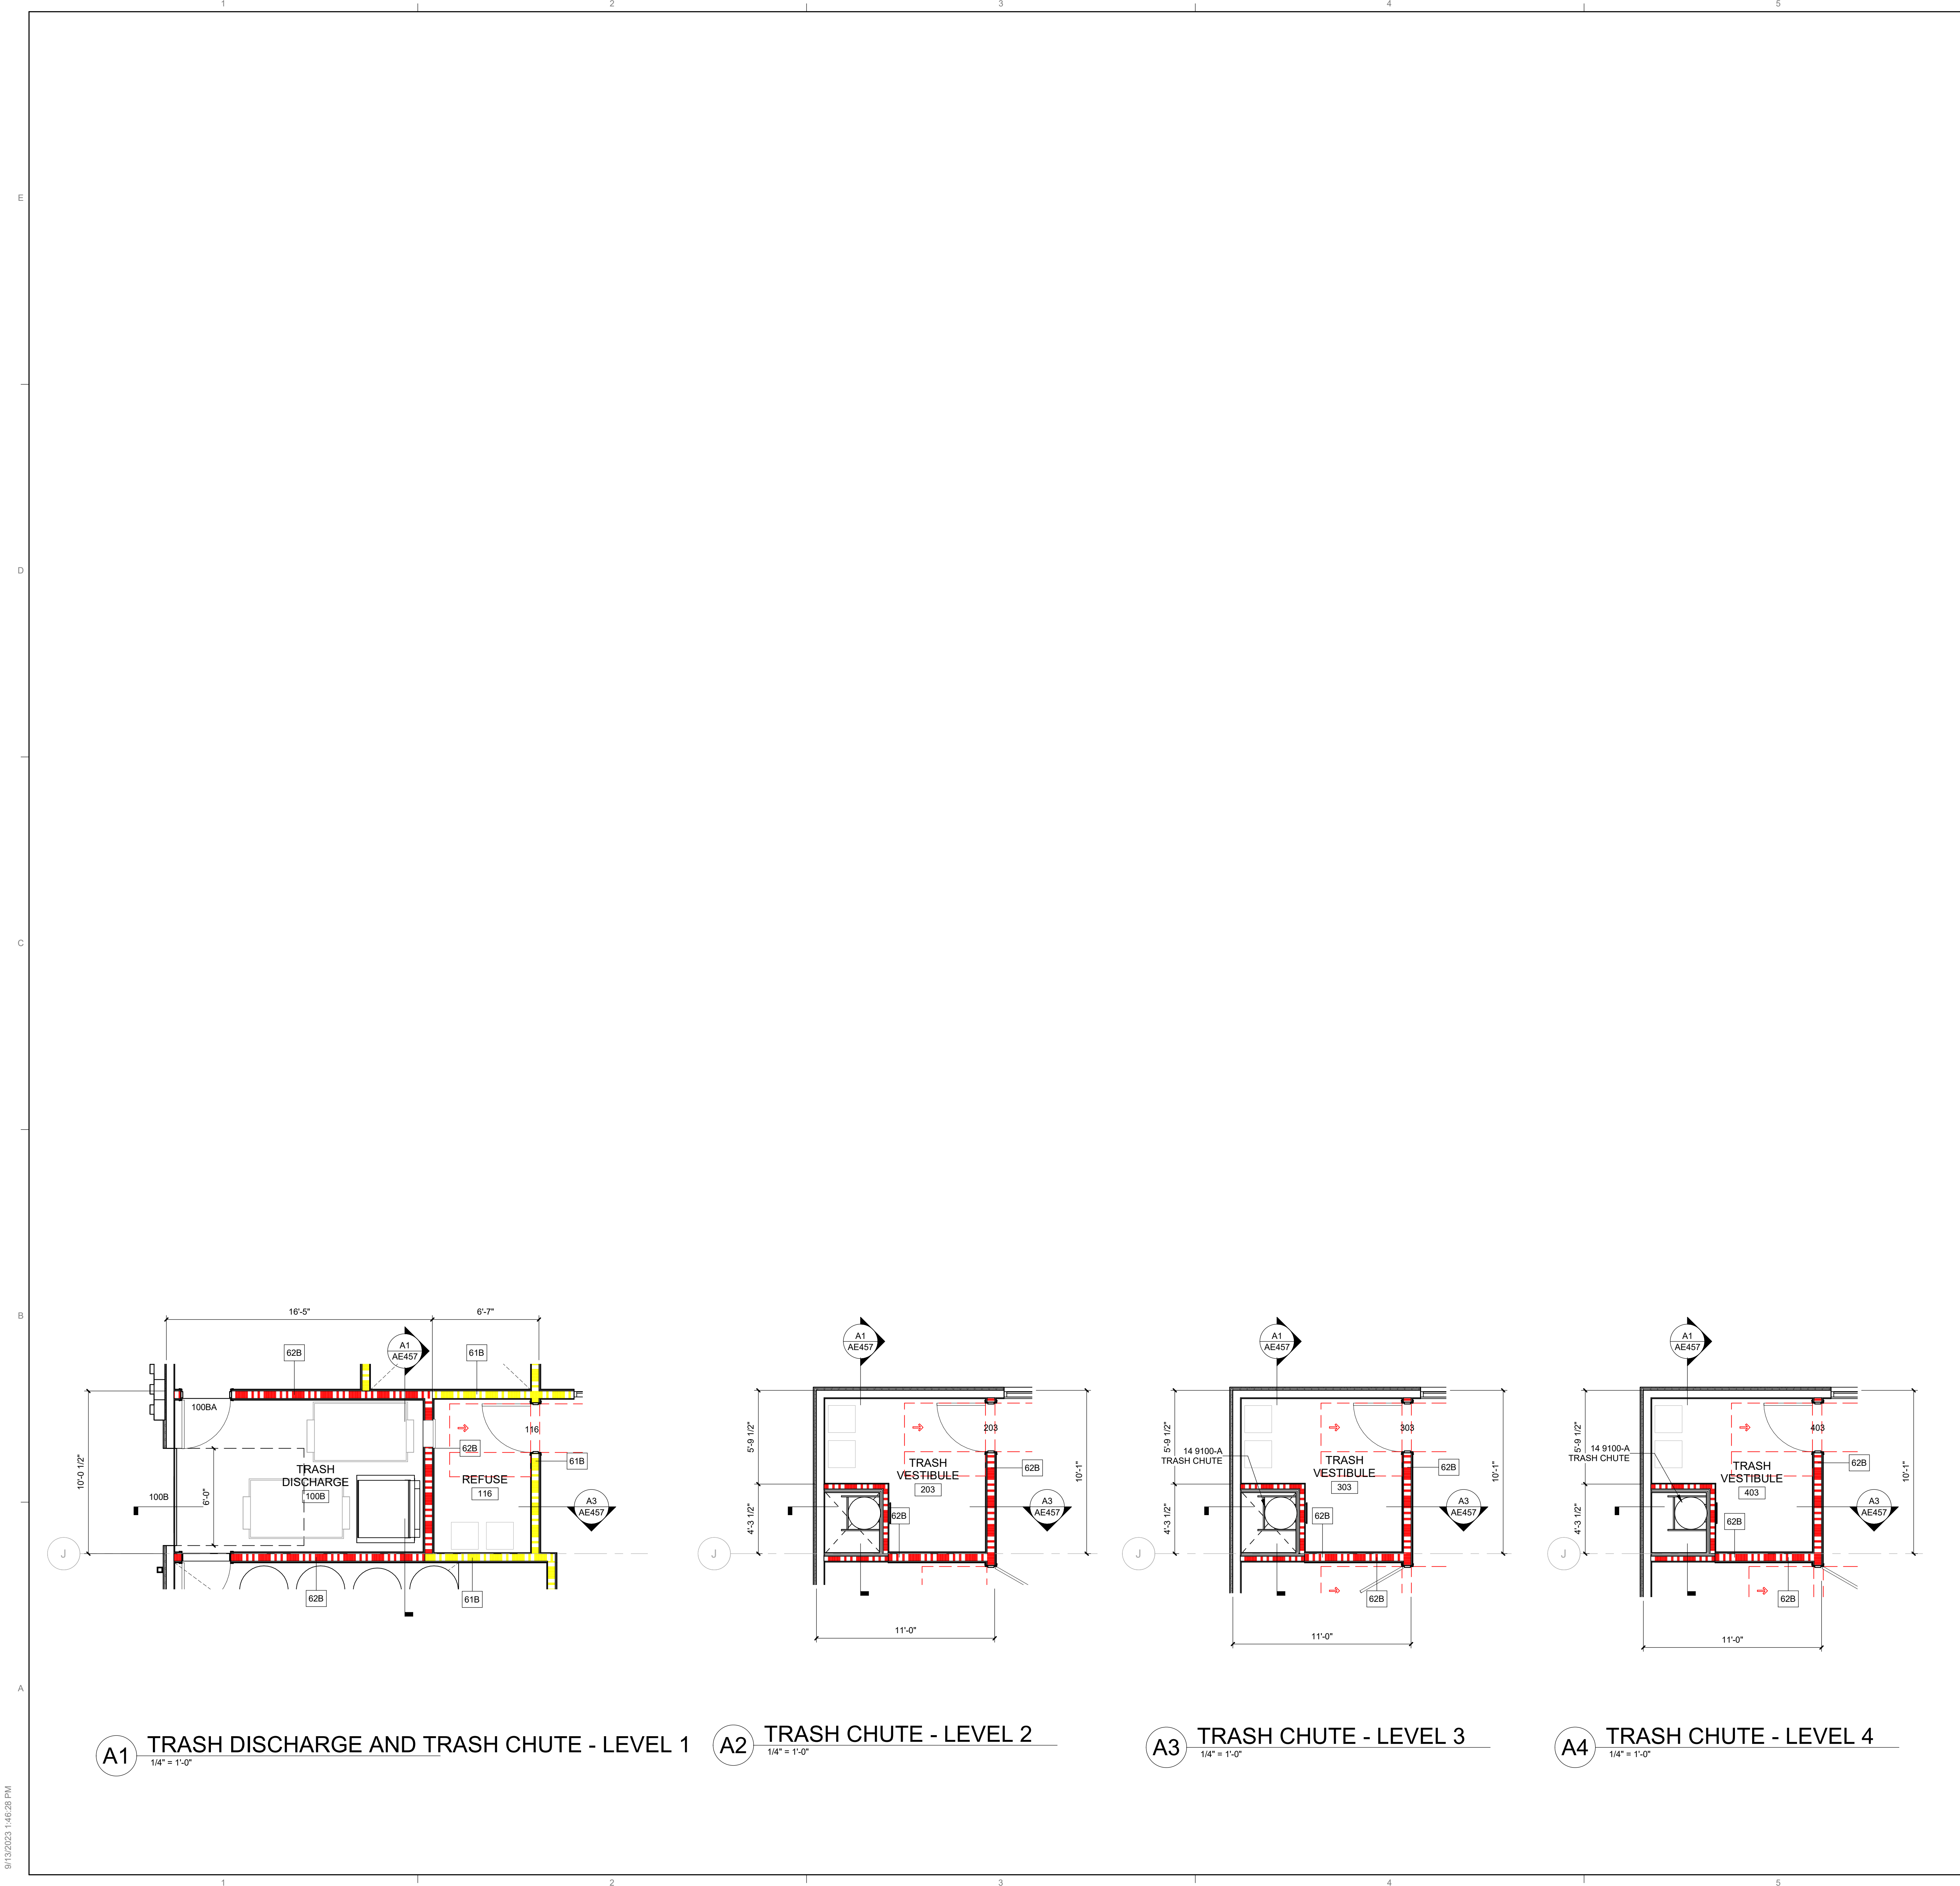 1
2
3
4
5
E
D
C
B
A
16'-5"
6'-7"
10'-0 1/2"
62B
A1
AE457
61B
100BA
116
62B
61B
TRASH
DISCHARGE
100B
REFUSE
116
100B
6'-0"
A3
AE457
J
62B
61B
A1
TRASH DISCHARGE AND TRASH CHUTE - LEVEL 1
1/4" = 1'-0"
A1
AE457
5'-9 1/2"
203
TRASH
VESTIBULE
203
62B
10'-1"
4'-3 1/2"
62B
A3
AE457
J
11'-0"
A2
TRASH CHUTE - LEVEL 2
1/4" = 1'-0"
A1
AE457
5'-9 1/2"
303
14 9100-A
TRASH CHUTE
TRASH
VESTIBULE
303
62B
10'-1"
4'-3 1/2"
62B
A3
AE457
J
62B
11'-0"
A3
TRASH CHUTE - LEVEL 3
1/4" = 1'-0"
A1
AE457
5'-9 1/2"
403
14 9100-A
TRASH CHUTE
TRASH
VESTIBULE
403
62B
10'-1"
4'-3 1/2"
62B
A3
AE457
J
62B
11'-0"
A4
TRASH CHUTE - LEVEL 4
1/4" = 1'-0"
9/13/2023 1:46:28 PM
1
2
3
4
5